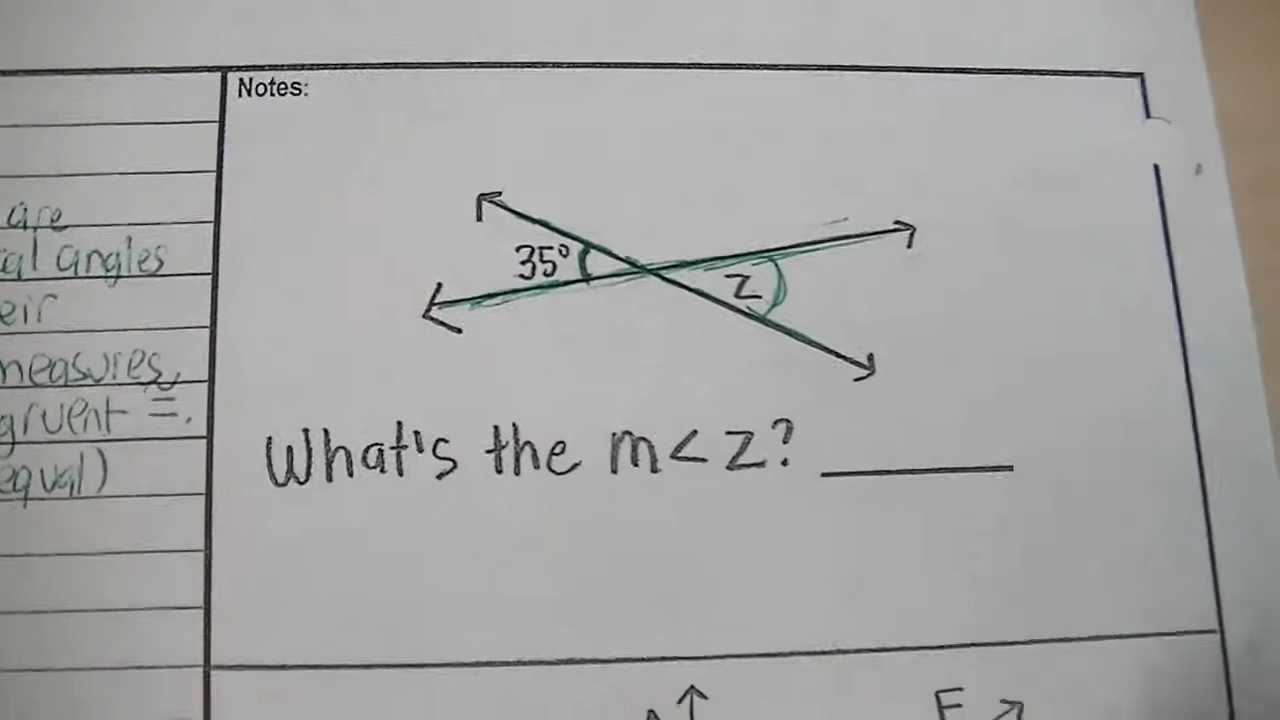 Notes:
are
al angles
eir
measures
gruent ≅.
equal)
35°
z
What's the m<z?
F